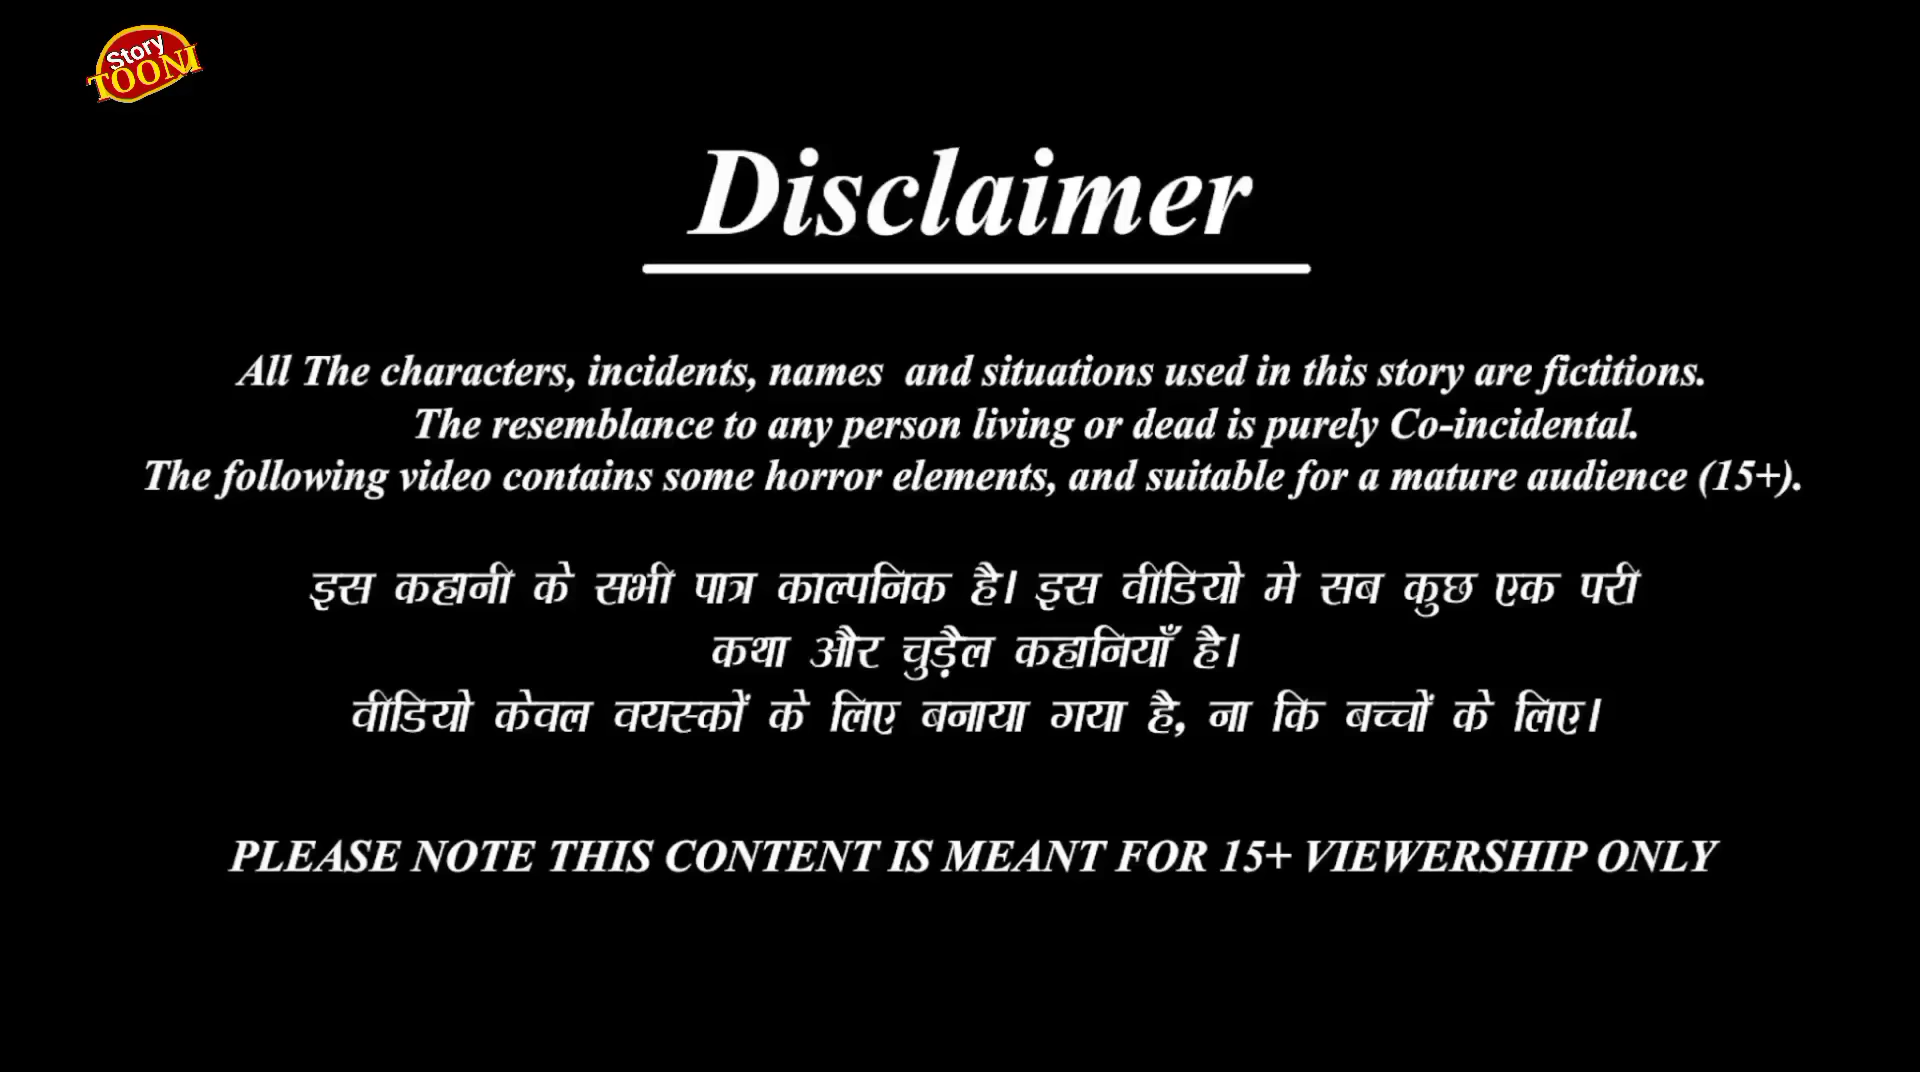 Story
TOONI
Disclaimer
All The characters, incidents, names and situations used in this story are fictitions.
The resemblance to any person living or dead is purely Co-incidental.
The following video contains some horror elements, and suitable for a mature audience (15+).
इस कहानी के सभी पात्र काल्पनिक है। इस वीडियो मे सब कुछ एक परी
कथा और चुड़ैल कहानियाँ है।
वीडियो केवल वयस्कों के लिए बनाया गया है, ना कि बच्चों के लिए।
PLEASE NOTE THIS CONTENT IS MEANT FOR 15+ VIEWERSHIP ONLY